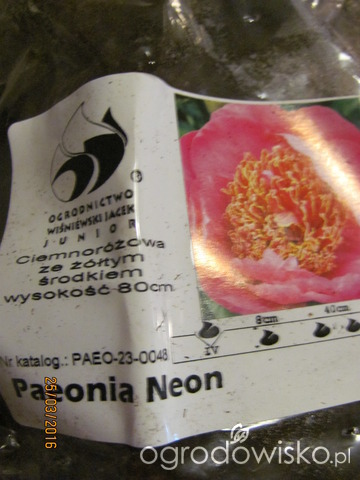 OGRODNICTWO
WIŚNIEWSKI JACEK
JUNIOR
®
Ciemnoróżowa
ze żółtym
środkiem
wysokość 80cm
8cm
40cm
IV
Nr katalog.: PAEO-23-0048
Paeonia Neon
25/03/2016
ogrodowisko.pl